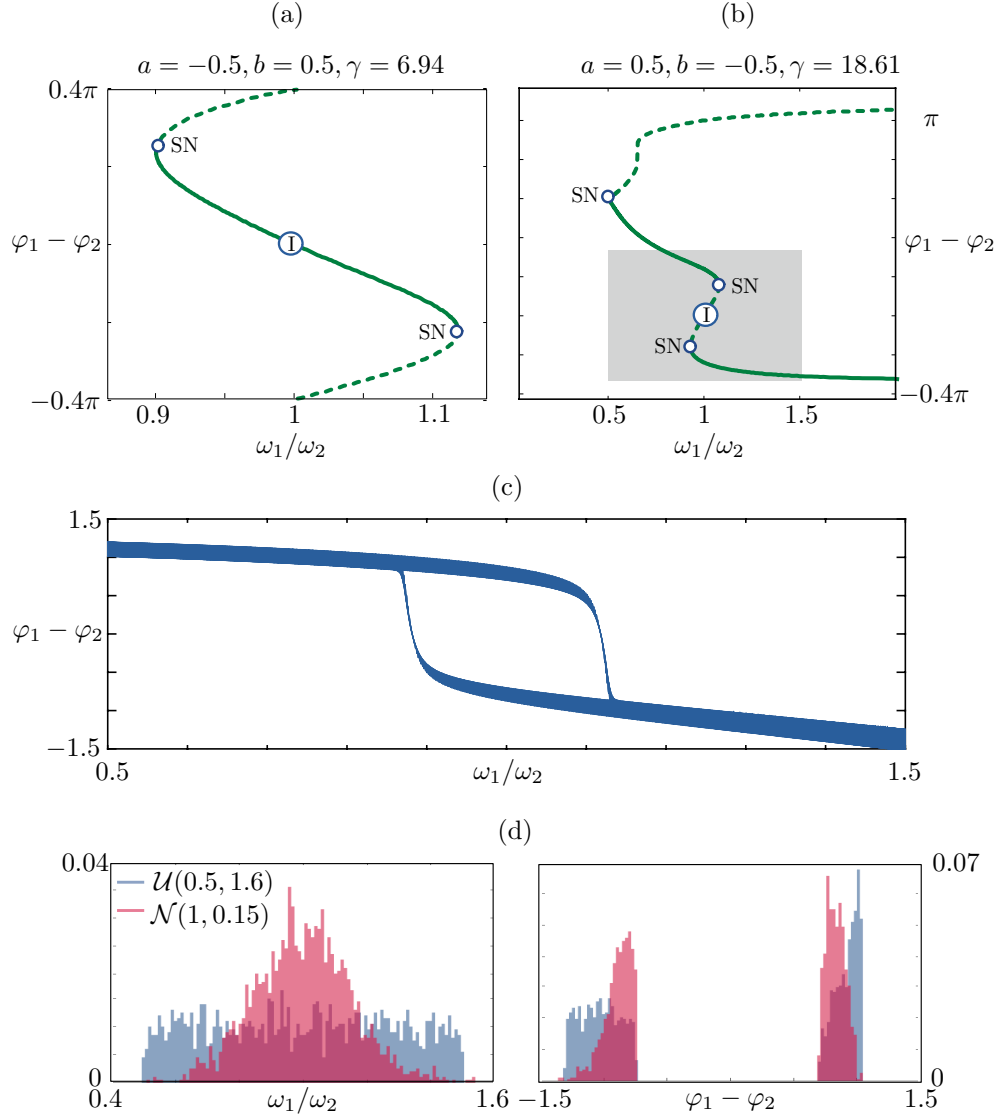 (a)
(b)
a = −0.5, b = 0.5, γ = 6.94
a = 0.5, b = −0.5, γ = 18.61
0.4π
SN
φ₁ − φ₂
I
SN
−0.4π
0.9
1
1.1
ω₁/ω₂
π
SN
φ₁ − φ₂
SN
I
SN
−0.4π
0.5
1
1.5
ω₁/ω₂
(c)
1.5
φ₁ − φ₂
−1.5
0.5
ω₁/ω₂
1.5
(d)
0.04
𝒰(0.5, 1.6)
𝒩(1, 0.15)
0
0.4
ω₁/ω₂
1.6
0.07
0
−1.5
φ₁ − φ₂
1.5